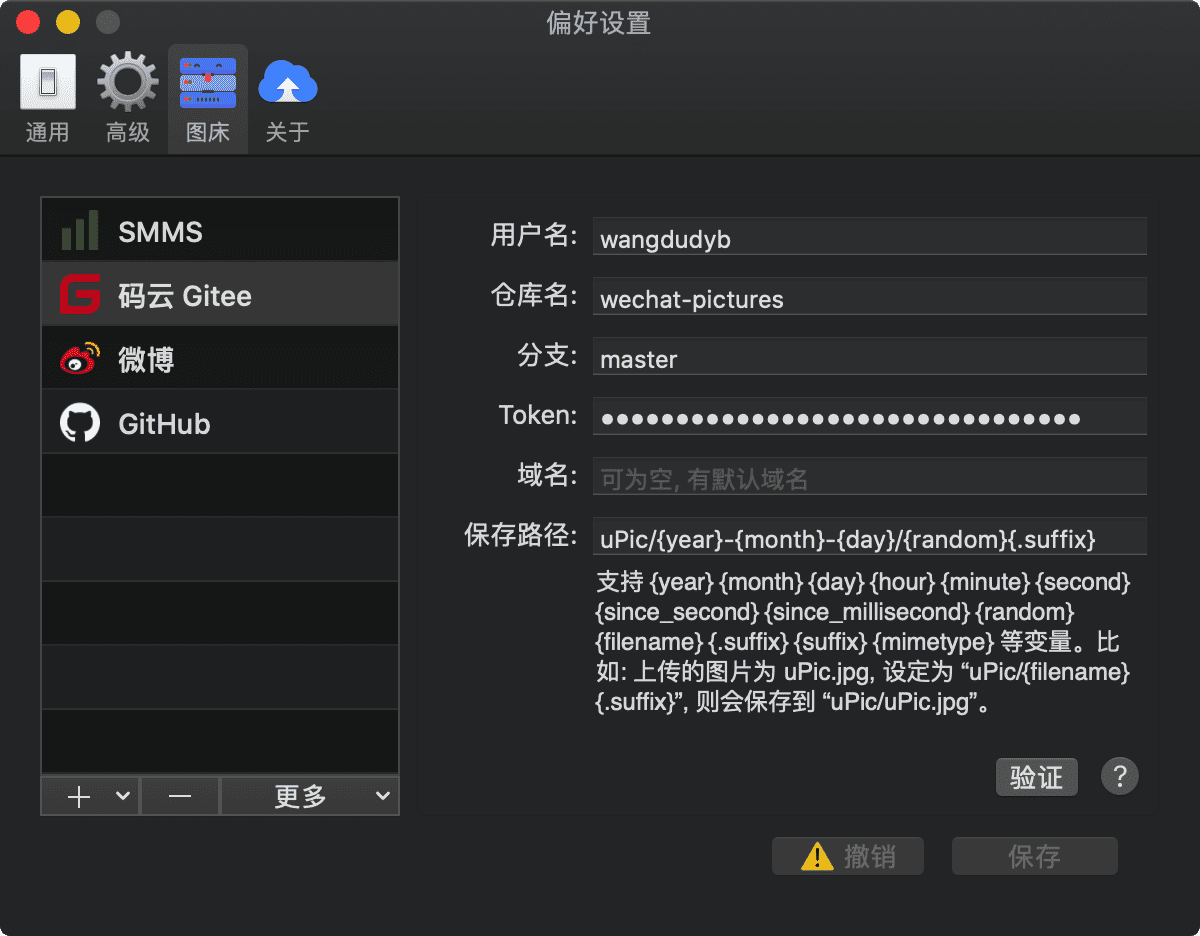 偏好设置
通用
高级
图床
关于
SMMS
码云 Gitee
微博
GitHub
更多
用户名: wangdudyb
仓库名: wechat-pictures
分支: master
Token: ●●●●●●●●●●●●●●●●●●●●●●●●●●●●●●●●
域名: 可为空, 有默认域名
保存路径: uPic/{year}-{month}-{day}/{random}{.suffix}
支持 {year} {month} {day} {hour} {minute} {second}
{since_second} {since_millisecond} {random}
{filename} {.suffix} {suffix} {mimetype} 等变量。比
如: 上传的图片为 uPic.jpg, 设定为 “uPic/{filename}
{.suffix}”, 则会保存到 “uPic/uPic.jpg”。
验证
?
撤销
保存